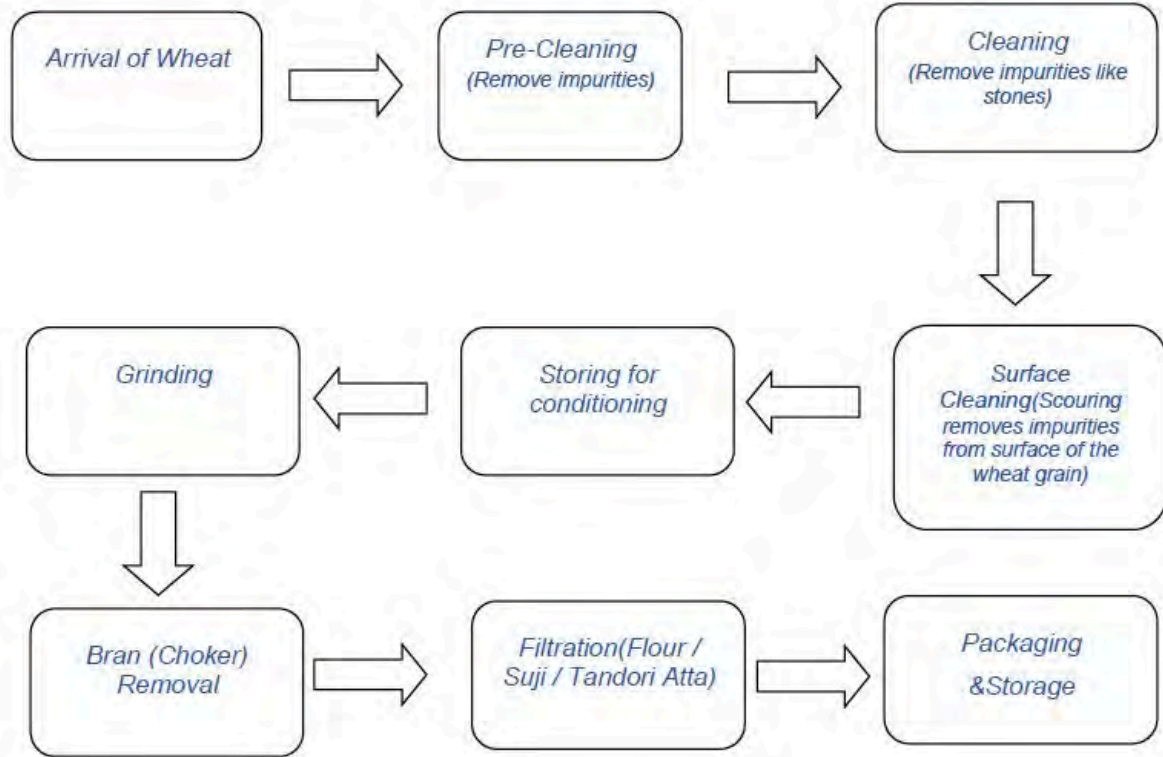 Arrival of Wheat
Pre-Cleaning
(Remove impurities)
Cleaning
(Remove impurities like
stones)
Surface
Cleaning(Scouring
removes impurities
from surface of the
wheat grain)
Storing for
conditioning
Grinding
Bran (Choker)
Removal
Filtration(Flour /
Suji / Tandori Atta)
Packaging
&Storage